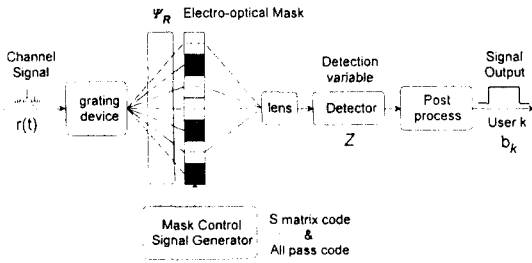 Ψ_R Electro-optical Mask
Channel
Signal
r(t)
grating
device
lens
Detection
variable
Detector
Z
Post
process
Signal
Output
User k
b_k
Mask Control
Signal Generator
S matrix code
&
All pass code